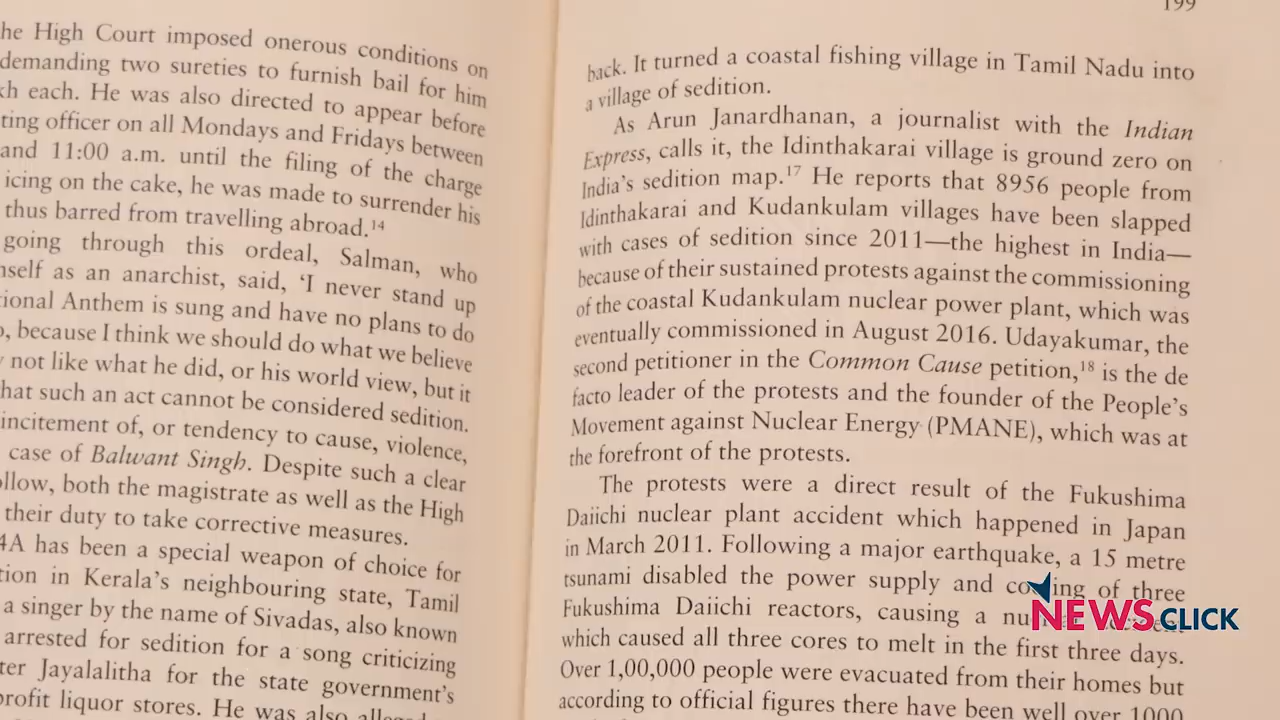 he High Court imposed onerous conditions on
demanding two sureties to furnish bail for him
kh each. He was also directed to appear before
ting officer on all Mondays and Fridays between
and 11:00 a.m. until the filing of the charge
icing on the cake, he was made to surrender his
thus barred from travelling abroad.14
going through this ordeal, Salman, who
nself as an anarchist, said, ‘I never stand up
tional Anthem is sung and have no plans to do
o, because I think we should do what we believe
y not like what he did, or his world view, but it
hat such an act cannot be considered sedition.
incitement of, or tendency to cause, violence,
case of Balwant Singh. Despite such a clear
ollow, both the magistrate as well as the High
their duty to take corrective measures.
4A has been a special weapon of choice for
tion in Kerala’s neighbouring state, Tamil
a singer by the name of Sivadas, also known
arrested for sedition for a song criticizing
ter Jayalalitha for the state government’s
profit liquor stores. He was also
199
back. It turned a coastal fishing village in Tamil Nadu into
a village of sedition.
As Arun Janardhanan, a journalist with the Indian
Express, calls it, the Idinthakarai village is ground zero on
India’s sedition map.17 He reports that 8956 people from
Idinthakarai and Kudankulam villages have been slapped
with cases of sedition since 2011—the highest in India—
because of their sustained protests against the commissioning
of the coastal Kudankulam nuclear power plant, which was
eventually commissioned in August 2016. Udayakumar, the
second petitioner in the Common Cause petition,18 is the de
facto leader of the protests and the founder of the People’s
Movement against Nuclear Energy (PMANE), which was at
the forefront of the protests.
The protests were a direct result of the Fukushima
Daiichi nuclear plant accident which happened in Japan
in March 2011. Following a major earthquake, a 15 metre
tsunami disabled the power supply and of three
Fukushima Daiichi reactors, causing a
which caused all three cores to melt in the first three days.
Over 1,00,000 people were evacuated from their homes but
according to official figures there have been well over 1000
NEWSCLICK